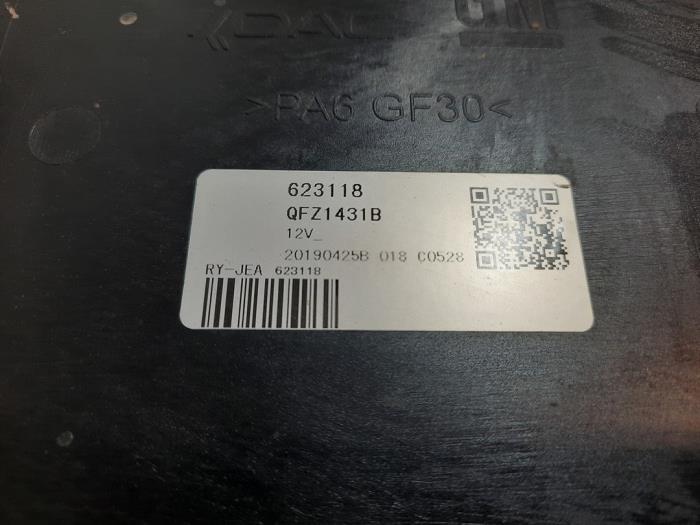 >PA6 GF30<
623118
QFZ1431B
12V_
20190425B 018 C0528
RY-JEA 623118